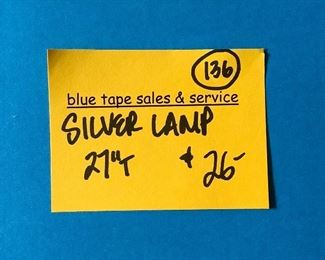 136
blue tape sales & service
SILVER LAMP
27"T $26-